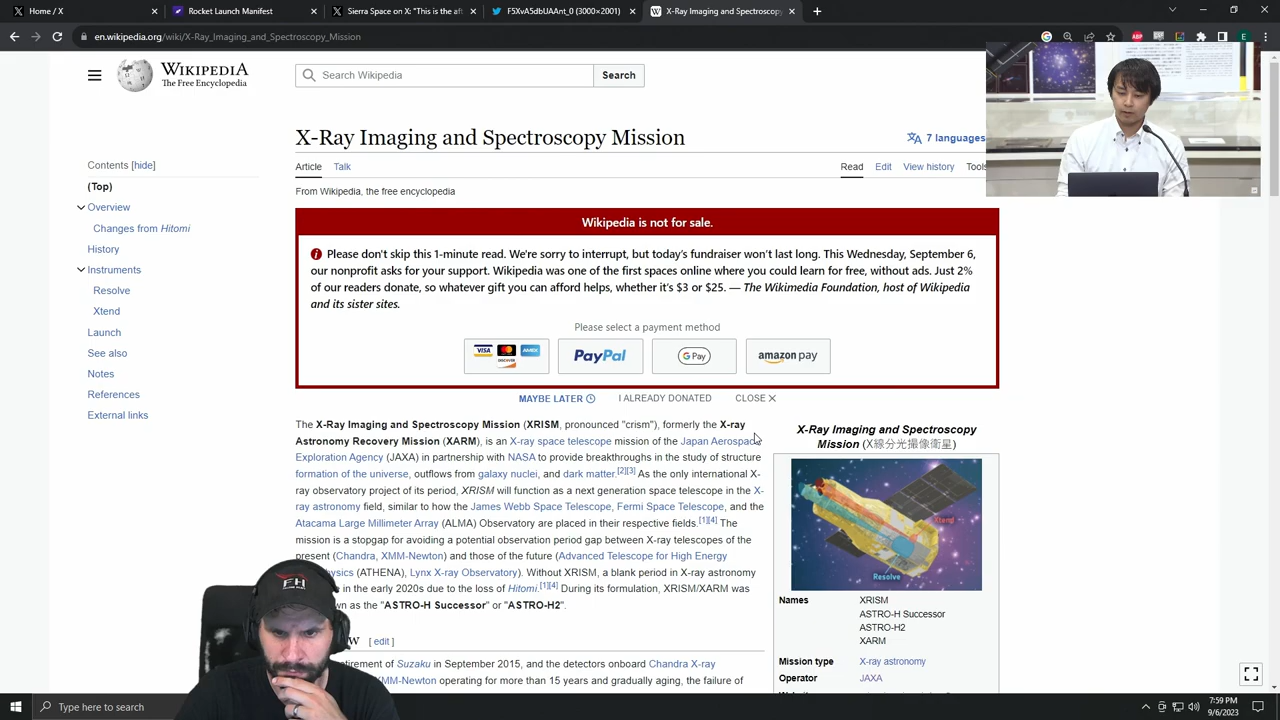 Home / X
Rocket Launch Manifest
Space Affairs on X: "This is the afi
F5XvA5dbUAAnt_0 (3000×2001)
X-Ray Imaging and Spectroscopy
en.wikipedia.org/wiki/X-Ray_Imaging_and_Spectroscopy_Mission
WIKIPEDIA
The Free Encyclopedia
Search Wikipedia
Search
X-Ray Imaging and Spectroscopy Mission
7 languages
Article Talk
Read Edit View history Tools
From Wikipedia, the free encyclopedia
Contents [hide]
(Top)
Overview
Changes from Hitomi
History
Instruments
Resolve
Xtend
Launch
See also
Notes
References
External links
Wikipedia is not for sale.
Please don't skip this 1-minute read. We're sorry to interrupt, but today's fundraiser won't last long. This Wednesday, September 6,
our nonprofit asks for your support. Wikipedia was one of the first spaces online where you could learn for free, without ads. Just 2%
of our readers donate, so whatever gift you can afford helps, whether it's $3 or $25. — The Wikimedia Foundation, host of Wikipedia
and its sister sites.
Please select a payment method
VISA AMEX
DISCOVER
PayPal
G Pay
amazon pay
MAYBE LATER
I ALREADY DONATED
CLOSE
The X-Ray Imaging and Spectroscopy Mission (XRISM, pronounced "crism"), formerly the X-ray
Astronomy Recovery Mission (XARM), is an X-ray space telescope mission of the Japan Aerospace
Exploration Agency (JAXA) in partnership with NASA to provide breakthroughs in the study of structure
formation of the universe, outflows from galaxy nuclei, and dark matter.[2][3] As the only international X-
ray observatory project of its period, XRISM will function as a next generation space telescope in the X-
ray astronomy field, similar to how the James Webb Space Telescope, Fermi Space Telescope, and the
Atacama Large Millimeter Array (ALMA) Observatory are placed in their respective fields.[1][4] The
mission is a stopgap for avoiding a potential observation period gap between X-ray telescopes of the
present (Chandra, XMM-Newton) and those of the future (Advanced Telescope for High Energy
ysics (ATHENA), Lynx X-ray Observatory). Without XRISM, a blank period in X-ray astronomy
in the early 2020s due to the loss of Hitomi.[1][4] During its formulation, XRISM/XARM was
wn as the "ASTRO-H Successor" or "ASTRO-H2".
[ edit ]
etirement of Suzaku in September 2015, and the detectors onboard Chandra X-ray
MM-Newton operating for more than 15 years and gradually aging, the failure of
X-Ray Imaging and Spectroscopy
Mission (X線分光撮像衛星)
Xtend
Resolve
Names
XRISM
ASTRO-H Successor
ASTRO-H2
XARM
Mission type
X-ray astronomy
Operator
JAXA
Type here to search
7:59 PM
9/6/2023